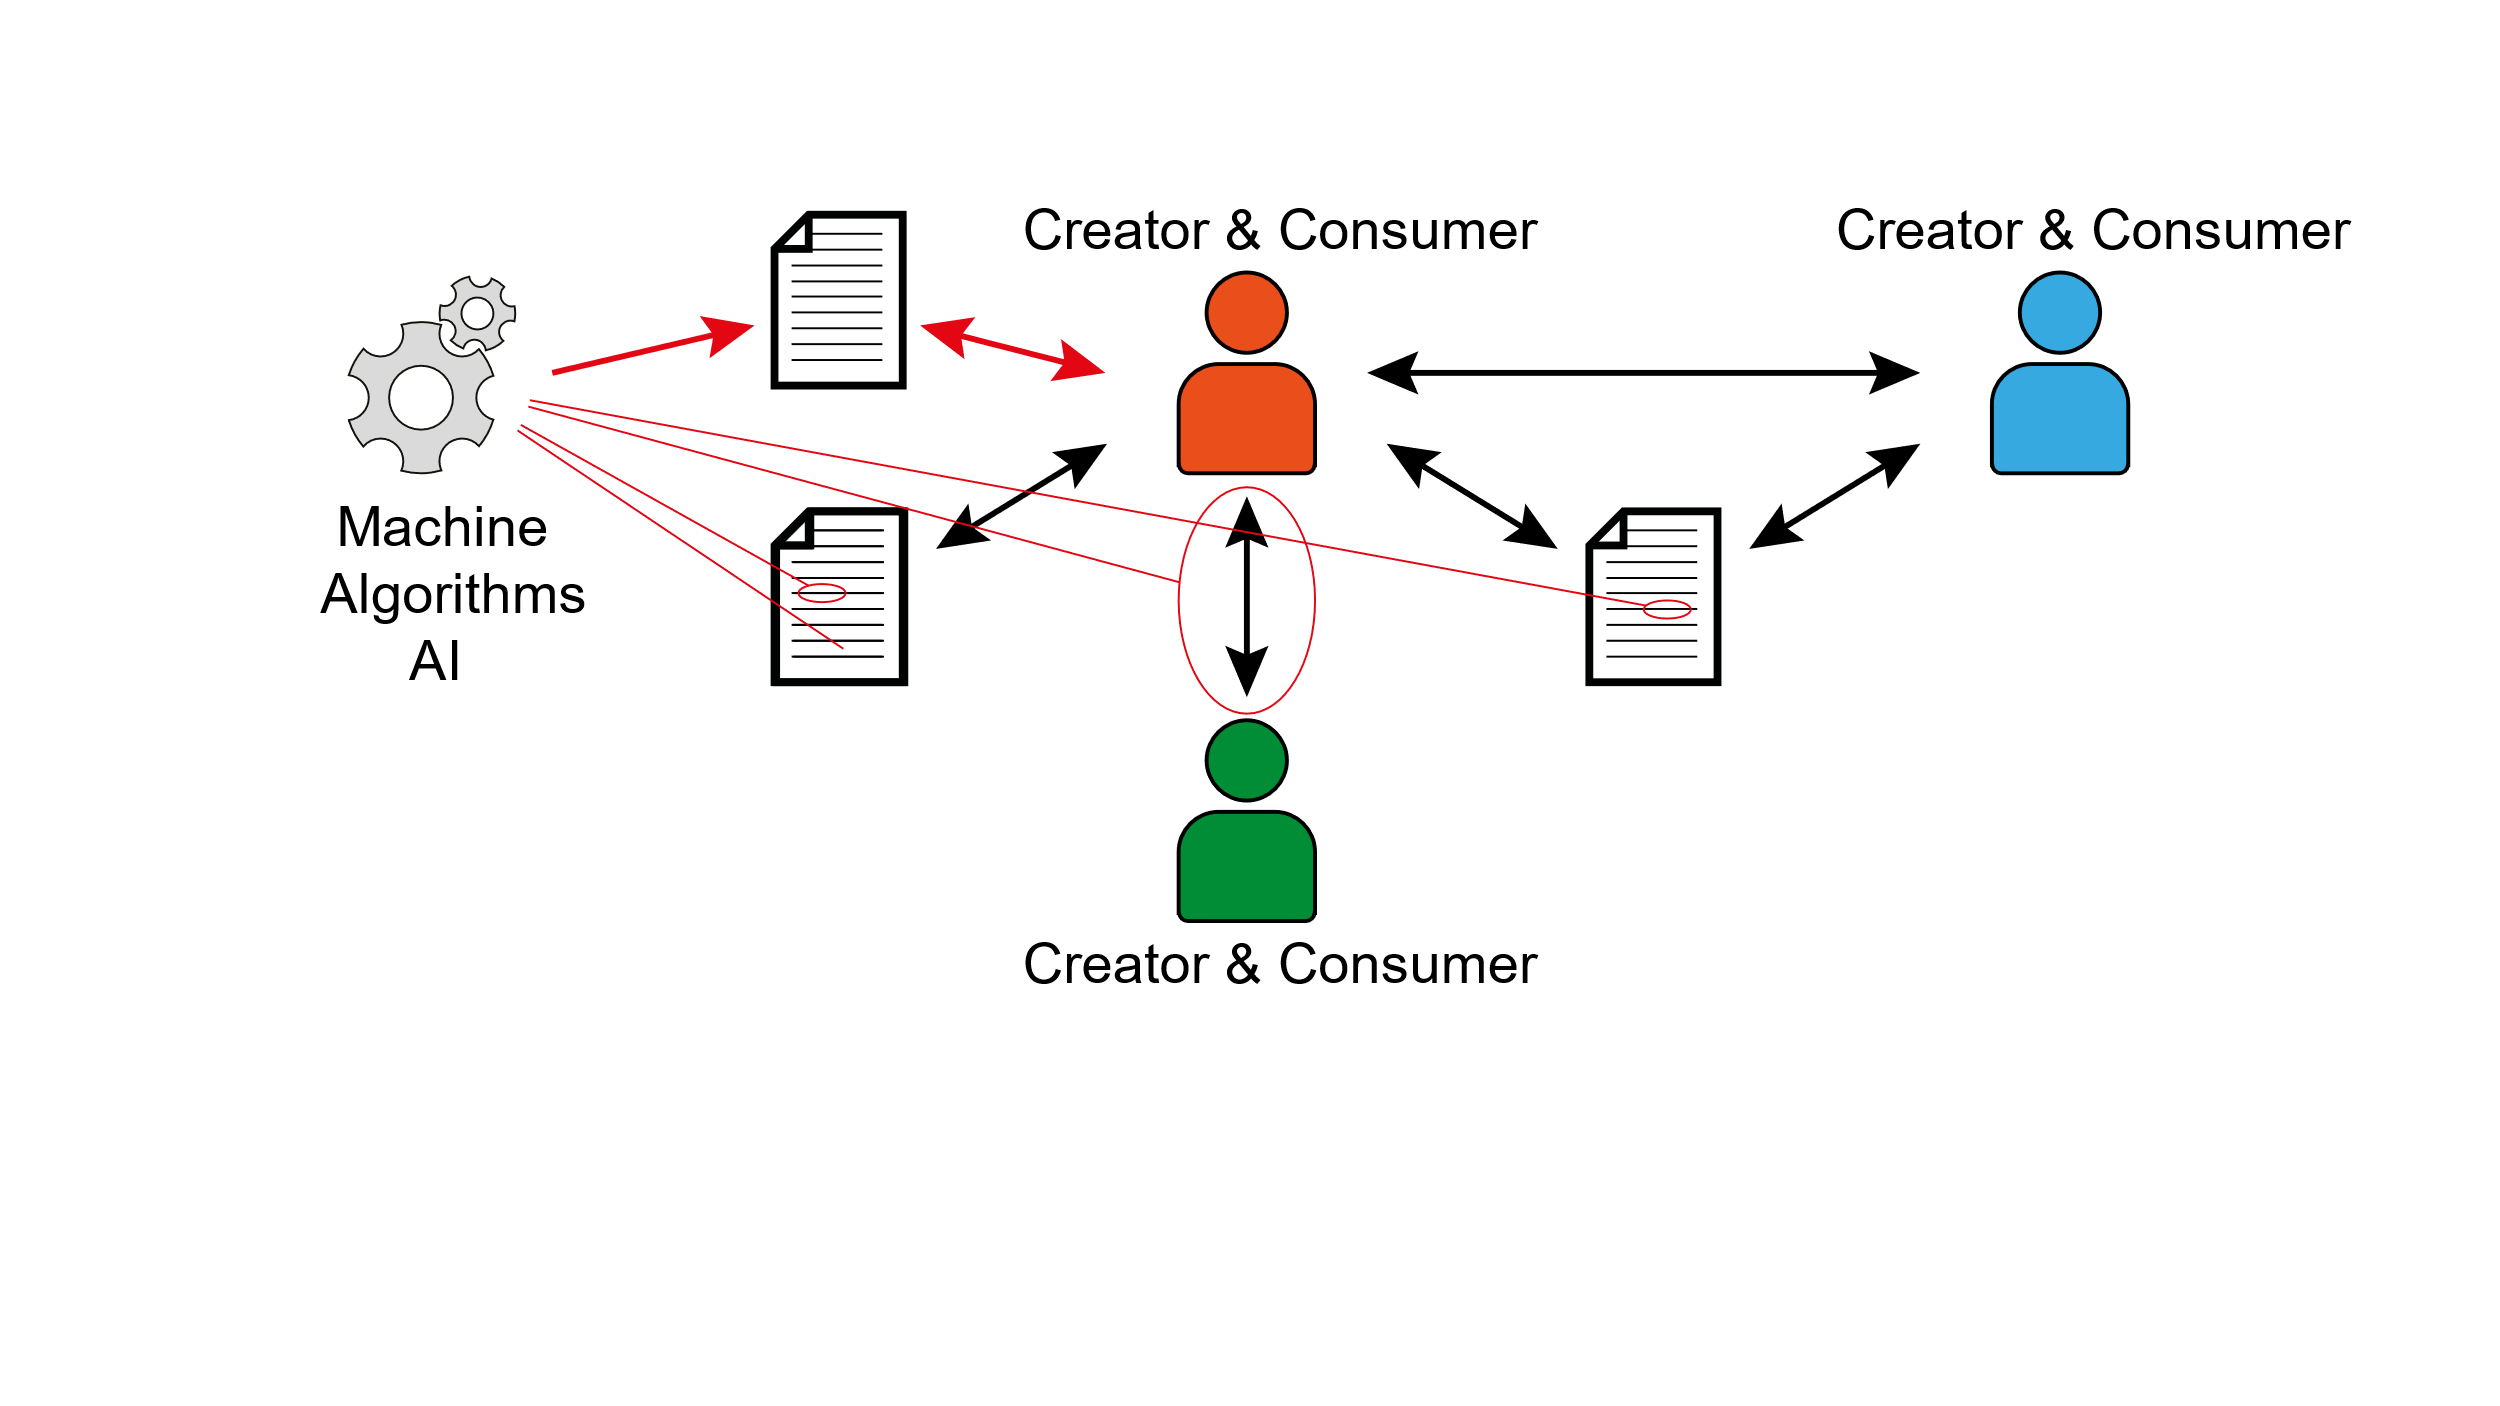 Creator & Consumer
Creator & Consumer
Machine
Algorithms
AI
Creator & Consumer